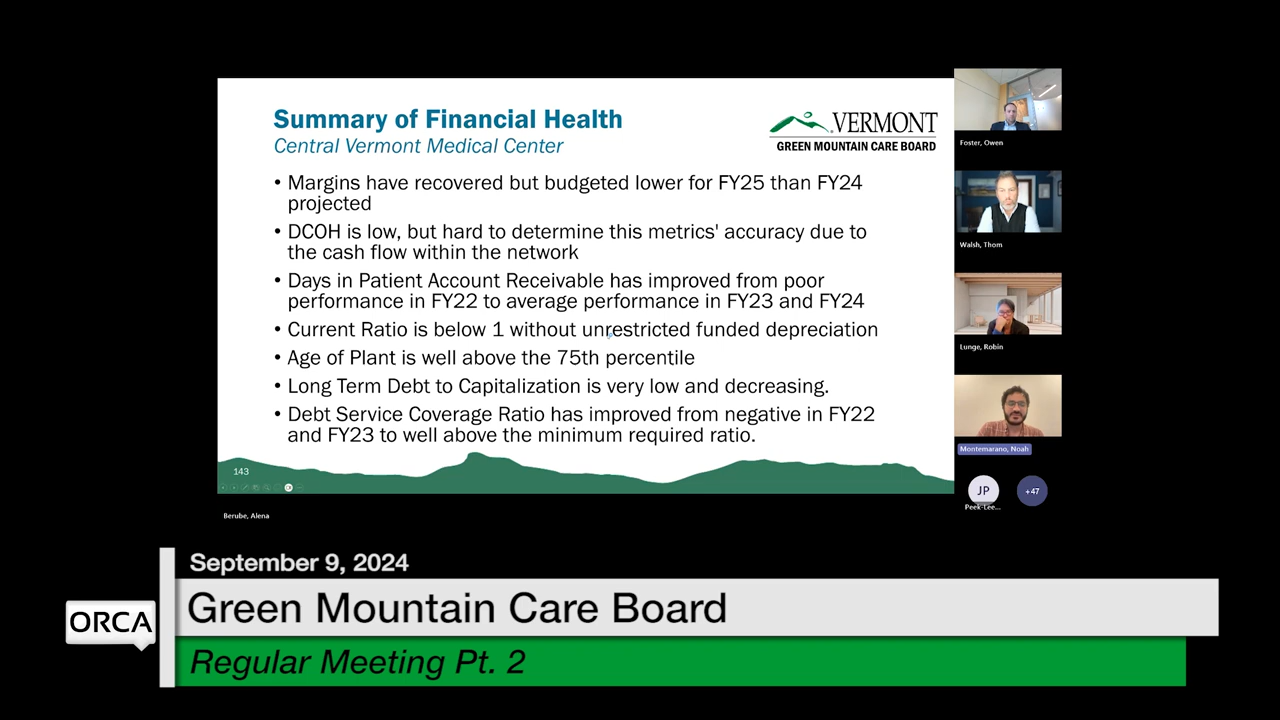 Summary of Financial Health
Central Vermont Medical Center
VERMONT
GREEN MOUNTAIN CARE BOARD
• Margins have recovered but budgeted lower for FY25 than FY24
projected
• DCOH is low, but hard to determine this metrics' accuracy due to
the cash flow within the network
• Days in Patient Account Receivable has improved from poor
performance in FY22 to average performance in FY23 and FY24
• Current Ratio is below 1 without unrestricted funded depreciation
• Age of Plant is well above the 75th percentile
• Long Term Debt to Capitalization is very low and decreasing.
• Debt Service Coverage Ratio has improved from negative in FY22
and FY23 to well above the minimum required ratio.
143
Berube, Alena
Foster, Owen
Walsh, Thom
Lunge, Robin
Montemarano, Noah
JP
+47
Peek-Lee...
September 9, 2024
ORCA
Green Mountain Care Board
Regular Meeting Pt. 2